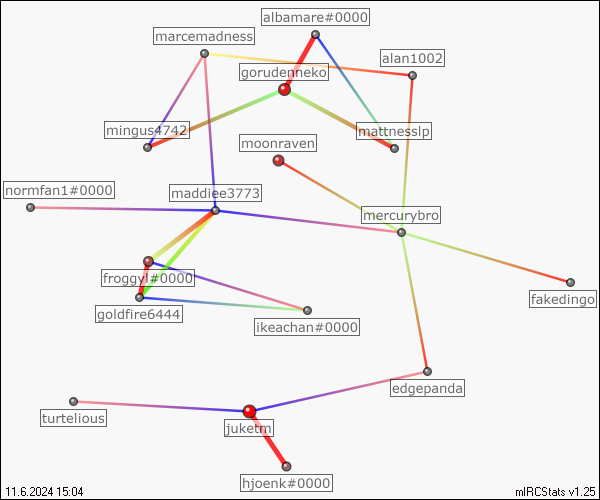 albamare#0000
marcemadness
alan1002
gorudenneko
mingus4742
mattnesslp
moonraven
normfan1#0000
maddiee3773
mercurybro
froggyl#0000
fakedingo
goldfire6444
ikeachan#0000
edgepanda
turtelious
juketm
hjoenk#0000
11.6.2024 15:04
mIRCStats v1.25